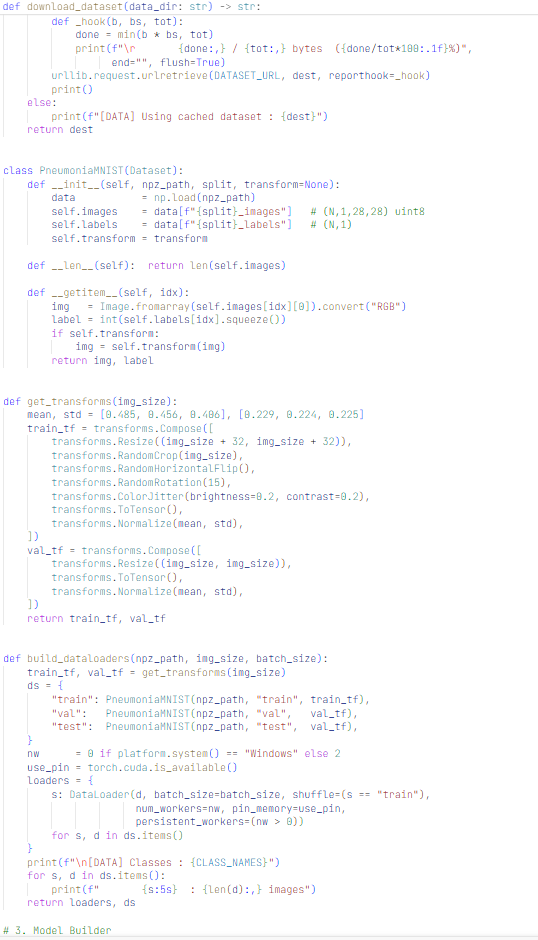 def download_dataset(data_dir: str) -> str:
        def _hook(b, bs, tot):
            done = min(b * bs, tot)
            print(f"\r       {done:,} / {tot:,} bytes  ({done/tot*100:.1f}%)",
                  end="", flush=True)
        urllib.request.urlretrieve(DATASET_URL, dest, reporthook=_hook)
        print()
    else:
        print(f"[DATA] Using cached dataset : {dest}")
    return dest

class PneumoniaMNIST(Dataset):
    def __init__(self, npz_path, split, transform=None):
        data           = np.load(npz_path)
        self.images    = data[f"{split}_images"]   # (N,1,28,28) uint8
        self.labels    = data[f"{split}_labels"]   # (N,1)
        self.transform = transform

    def __len__(self):  return len(self.images)

    def __getitem__(self, idx):
        img   = Image.fromarray(self.images[idx][0]).convert("RGB")
        label = int(self.labels[idx].squeeze())
        if self.transform:
            img = self.transform(img)
        return img, label

def get_transforms(img_size):
    mean, std = [0.485, 0.456, 0.406], [0.229, 0.224, 0.225]
    train_tf = transforms.Compose([
        transforms.Resize((img_size + 32, img_size + 32)),
        transforms.RandomCrop(img_size),
        transforms.RandomHorizontalFlip(),
        transforms.RandomRotation(15),
        transforms.ColorJitter(brightness=0.2, contrast=0.2),
        transforms.ToTensor(),
        transforms.Normalize(mean, std),
    ])
    val_tf = transforms.Compose([
        transforms.Resize((img_size, img_size)),
        transforms.ToTensor(),
        transforms.Normalize(mean, std),
    ])
    return train_tf, val_tf

def build_dataloaders(npz_path, img_size, batch_size):
    train_tf, val_tf = get_transforms(img_size)
    ds = {
        "train": PneumoniaMNIST(npz_path, "train", train_tf),
        "val":   PneumoniaMNIST(npz_path, "val",   val_tf),
        "test":  PneumoniaMNIST(npz_path, "test",  val_tf),
    }
    nw      = 0 if platform.system() == "Windows" else 2
    use_pin = torch.cuda.is_available()
    loaders = {
        s: DataLoader(d, batch_size=batch_size, shuffle=(s == "train"),
                      num_workers=nw, pin_memory=use_pin,
                      persistent_workers=(nw > 0))
        for s, d in ds.items()
    }
    print(f"\n[DATA] Classes : {CLASS_NAMES}")
    for s, d in ds.items():
        print(f"       {s:5s}  : {len(d):,} images")
    return loaders, ds

# 3. Model Builder